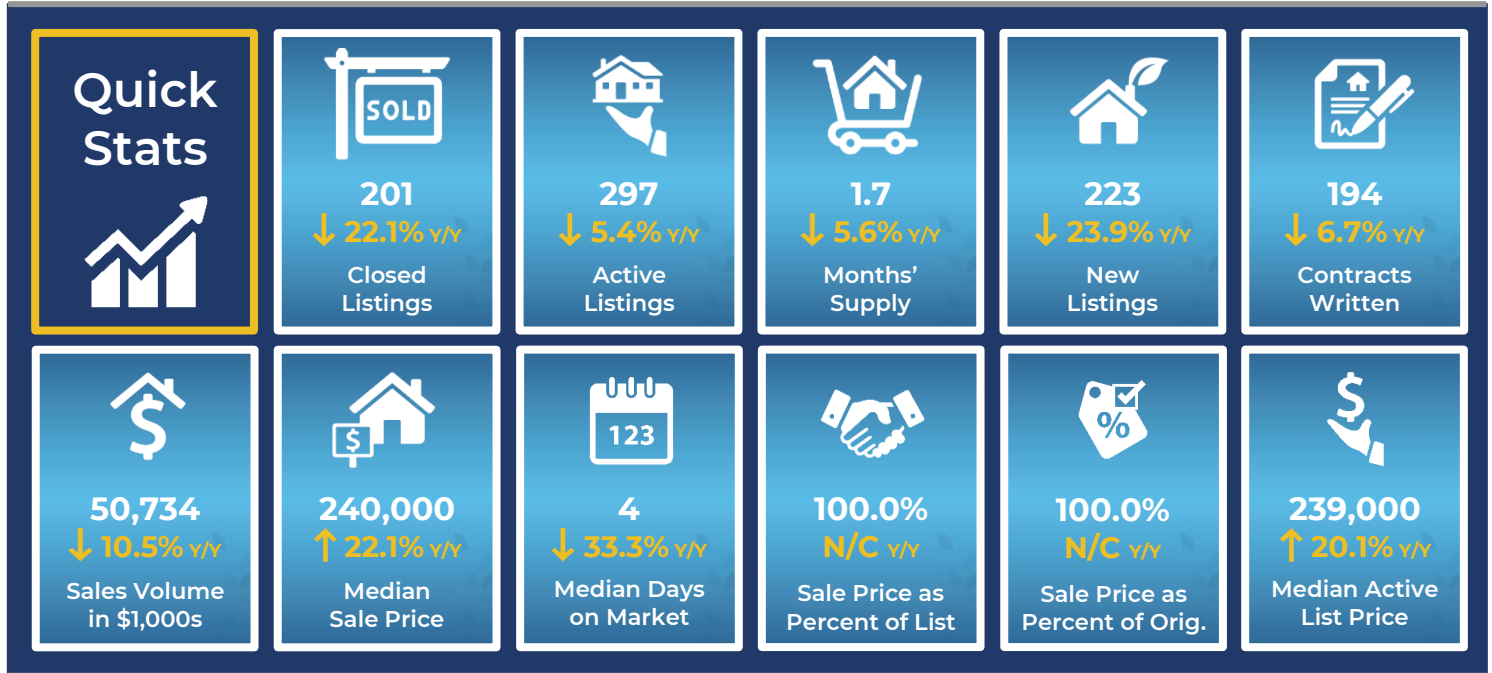 Quick
Stats
SOLD
201
↓ 22.1% Y/Y
Closed
Listings
297
↓ 5.4% Y/Y
Active
Listings
1.7
↓ 5.6% Y/Y
Months’
Supply
223
↓ 23.9% Y/Y
New
Listings
194
↓ 6.7% Y/Y
Contracts
Written
$
50,734
↓ 10.5% Y/Y
Sales Volume
in $1,000s
$
240,000
↑ 22.1% Y/Y
Median
Sale Price
123
4
↓ 33.3% Y/Y
Median Days
on Market
100.0%
N/C Y/Y
Sale Price as
Percent of List
%
100.0%
N/C Y/Y
Sale Price as
Percent of Orig.
$
239,000
↑ 20.1% Y/Y
Median Active
List Price